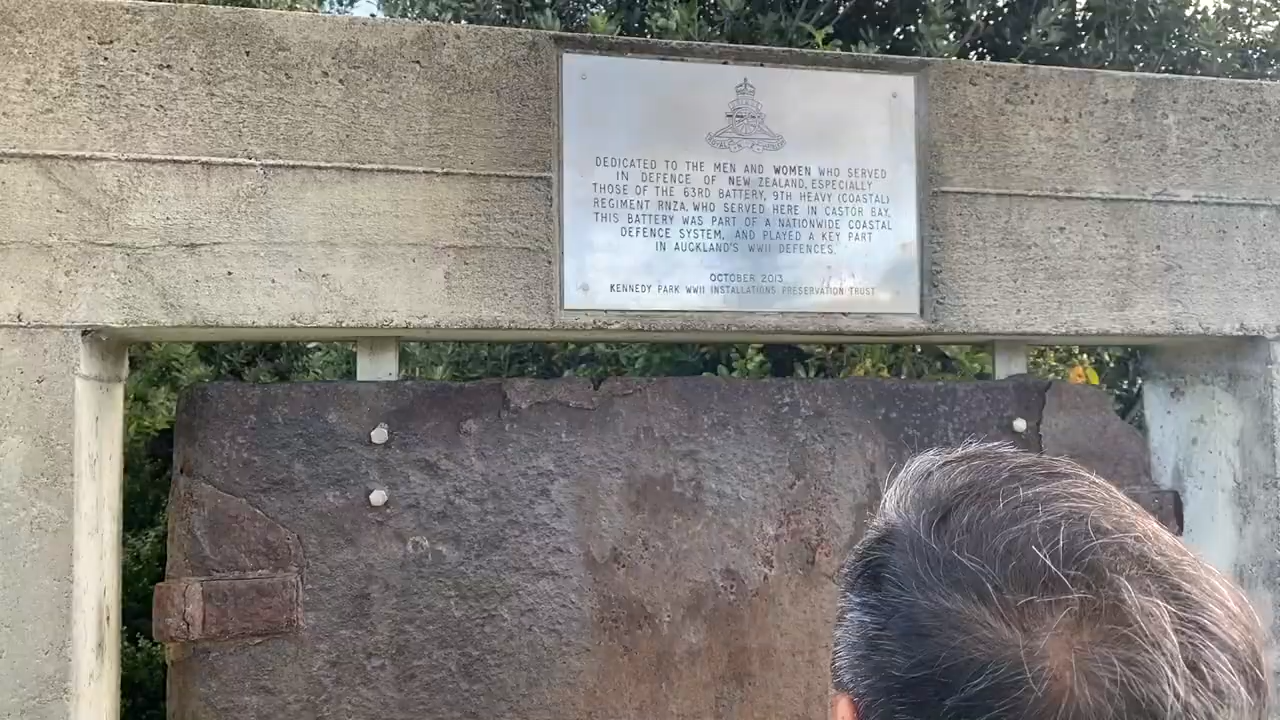 DEDICATED TO THE MEN AND WOMEN WHO SERVED
IN DEFENCE OF NEW ZEALAND, ESPECIALLY
THOSE OF THE 63RD BATTERY, 9TH HEAVY (COASTAL)
REGIMENT RNZA, WHO SERVED HERE IN CASTOR BAY.
THIS BATTERY WAS PART OF A NATIONWIDE COASTAL
DEFENCE SYSTEM, AND PLAYED A KEY PART
IN AUCKLAND'S WWII DEFENCES.
OCTOBER 2013
KENNEDY PARK WWII INSTALLATIONS PRESERVATION TRUST